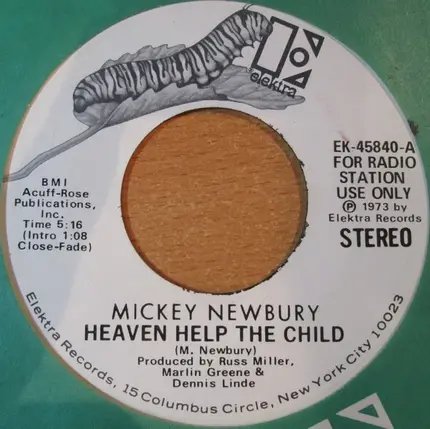 elektra
EK-45840-A
FOR RADIO
STATION
USE ONLY
Ⓟ 1973 by
Elektra Records
STEREO
BMI
Acuff-Rose
Publications,
Inc.
Time 5:16
(Intro 1:08
Close-Fade)
MICKEY NEWBURY
HEAVEN HELP THE CHILD
(M. Newbury)
Produced by Russ Miller,
Marlin Greene &
Dennis Linde
Elektra Records, 15 Columbus Circle, New York City 10023